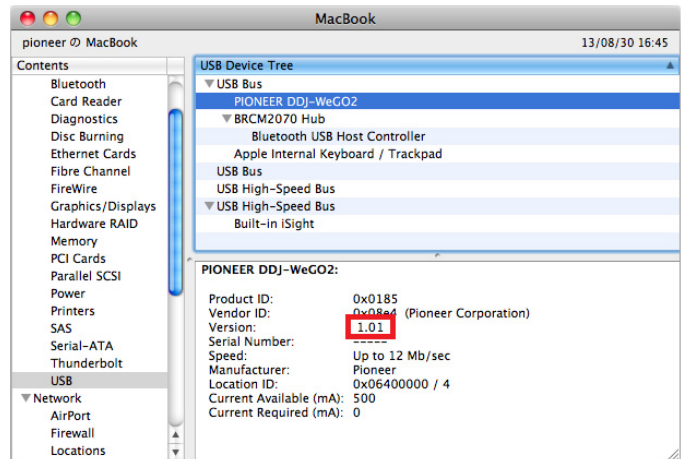 MacBook
pioneer の MacBook 13/08/30 16:45
Contents
Bluetooth
Card Reader
Diagnostics
Disc Burning
Ethernet Cards
Fibre Channel
FireWire
Graphics/Displays
Hardware RAID
Memory
PCI Cards
Parallel SCSI
Power
Printers
SAS
Serial-ATA
Thunderbolt
USB
Network
AirPort
Firewall
Locations
USB Device Tree
USB Bus
PIONEER DDJ-WeGO2
BRCM2070 Hub
Bluetooth USB Host Controller
Apple Internal Keyboard / Trackpad
USB Bus
USB High-Speed Bus
USB High-Speed Bus
Built-in iSight
PIONEER DDJ-WeGO2:
Product ID: 0x0185
Vendor ID: 0x08e4 (Pioneer Corporation)
Version: 1.01
Serial Number: -----
Speed: Up to 12 Mb/sec
Manufacturer: Pioneer
Location ID: 0x06400000 / 4
Current Available (mA): 500
Current Required (mA): 0